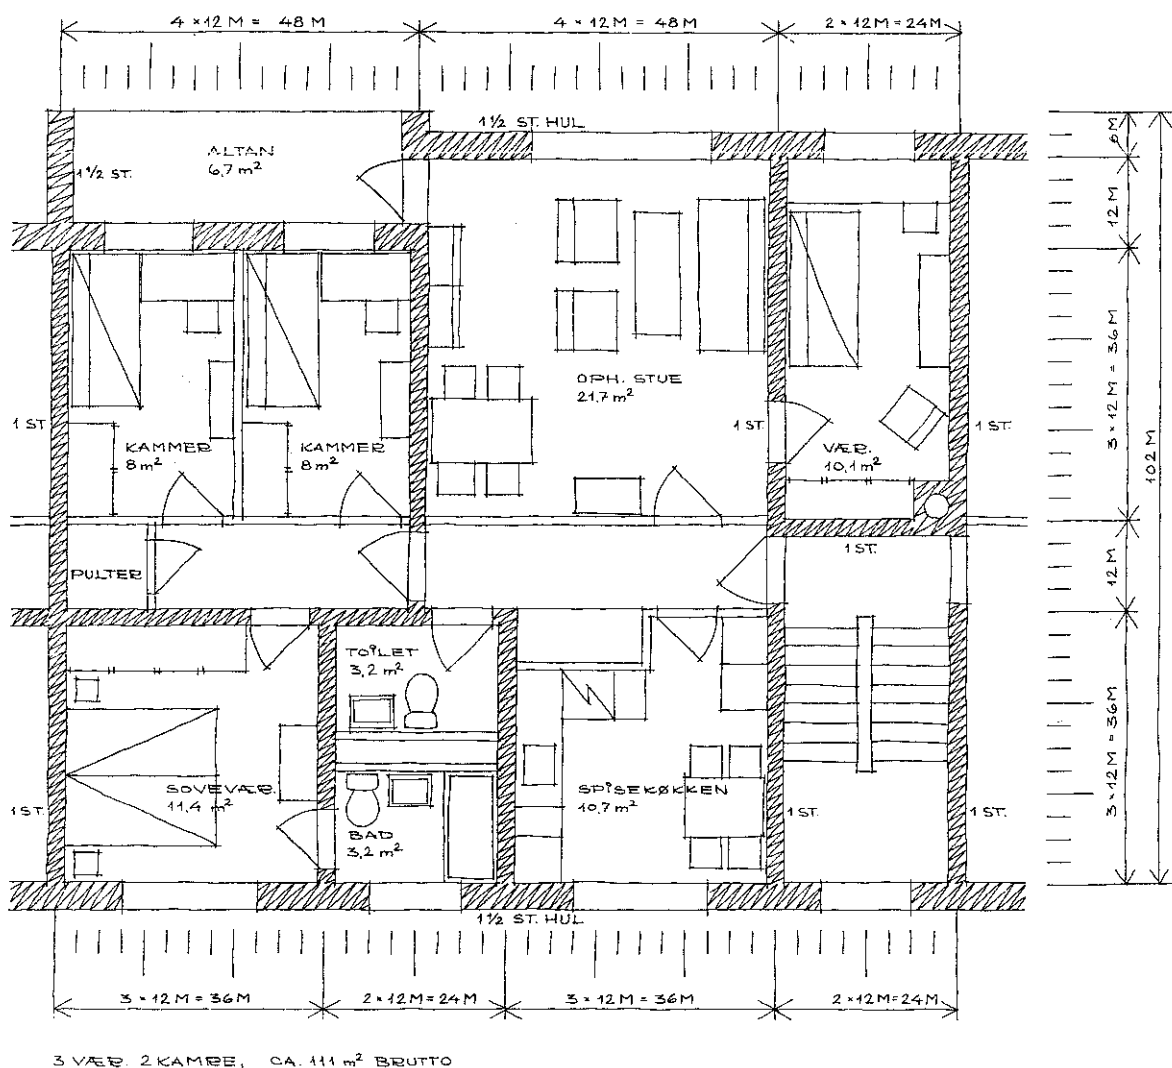 4 × 12 M = 48 M
4 × 12 M = 48 M
2 × 12 M = 24 M
1½ ST. HUL
6 M
ALTAN
6,7 m²
1½ ST.
12 M
3 × 12 M = 36 M
102 M
OPH. STUE
21,7 m²
1 ST
KAMMER
8 m²
KAMMER
8 m²
1 ST.
VÆR.
10,1 m²
1 ST.
1 ST.
PULTER
12 M
TOILET
3,2 m²
3 × 12 M = 36 M
SOVEVÆR.
11,4 m²
SPISEKØKKEN
10,7 m²
1 ST.
BAD
3,2 m²
1 ST.
1 ST.
1½ ST. HUL
3 × 12 M = 36 M
2 × 12 M = 24 M
3 × 12 M = 36 M
2 × 12 M = 24 M
3 VÆR. 2 KAMRE, CA. 111 m² BRUTTO